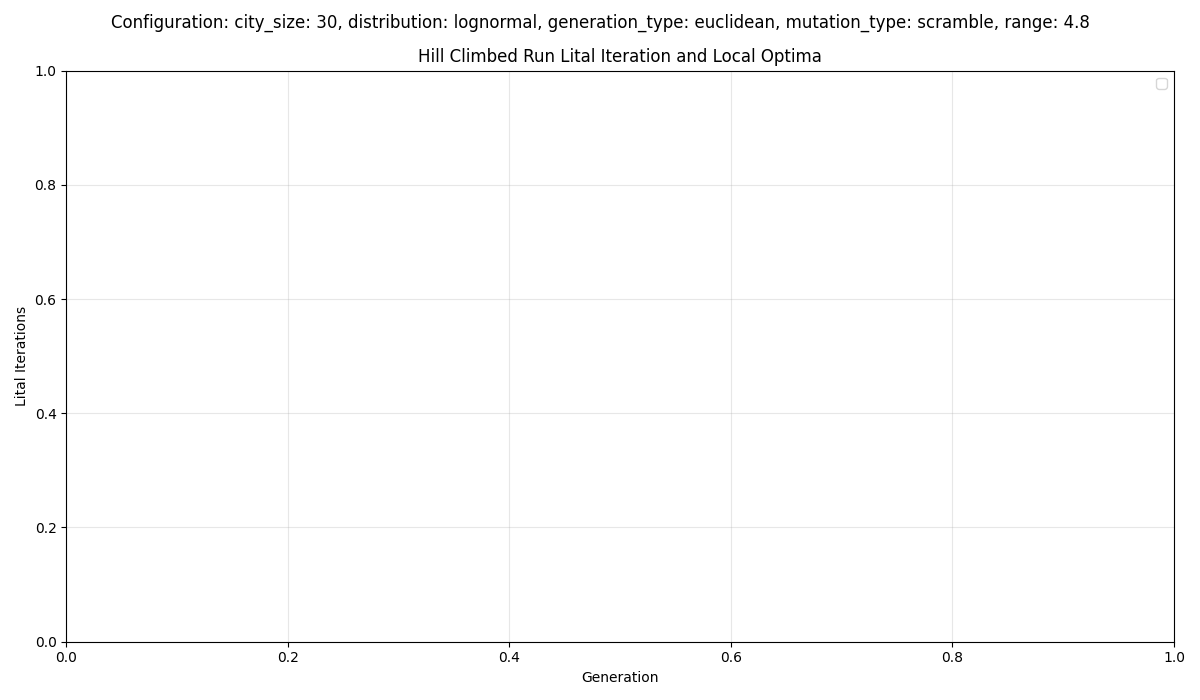 Configuration: city_size: 30, distribution: lognormal, generation_type: euclidean, mutation_type: scramble, range: 4.8
Hill Climbed Run Lital Iteration and Local Optima
1.0
0.8
0.6
0.4
0.2
0.0
Lital Iterations
0.0 0.2 0.4 0.6 0.8 1.0
Generation